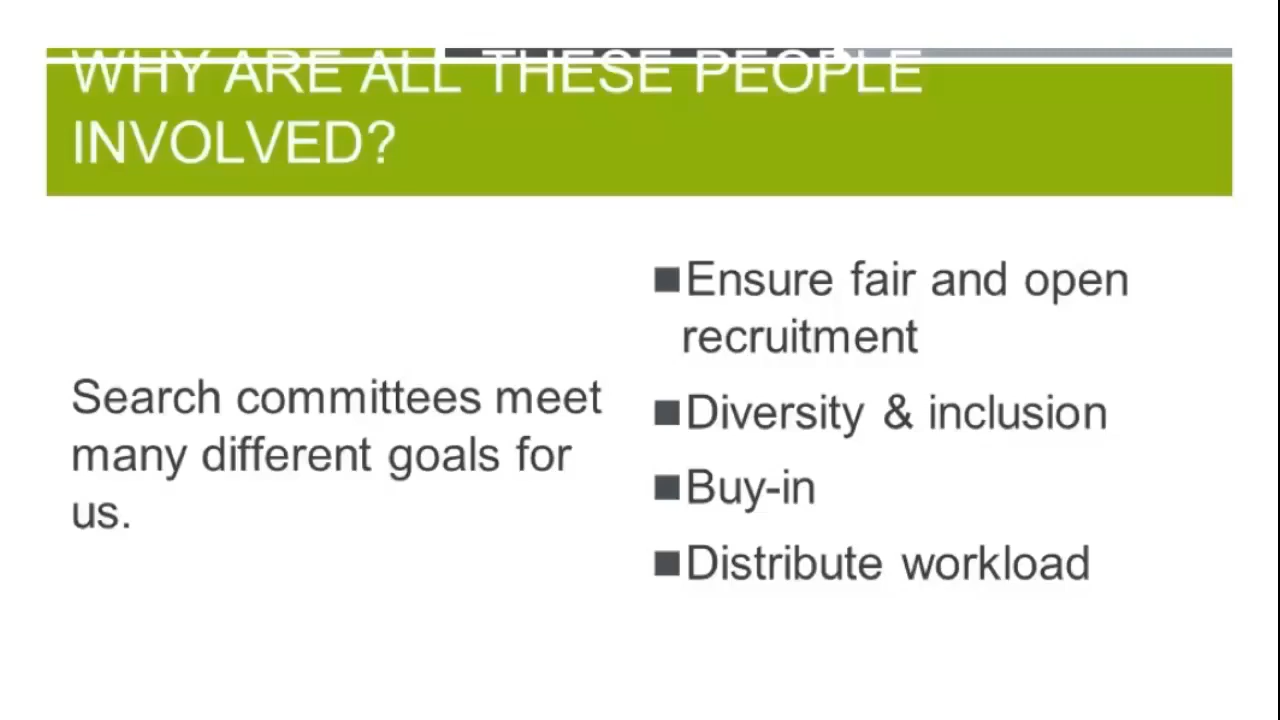 WHY ARE ALL THESE PEOPLE
INVOLVED?
Search committees meet
many different goals for
us.
Ensure fair and open
recruitment
Diversity & inclusion
Buy-in
Distribute workload